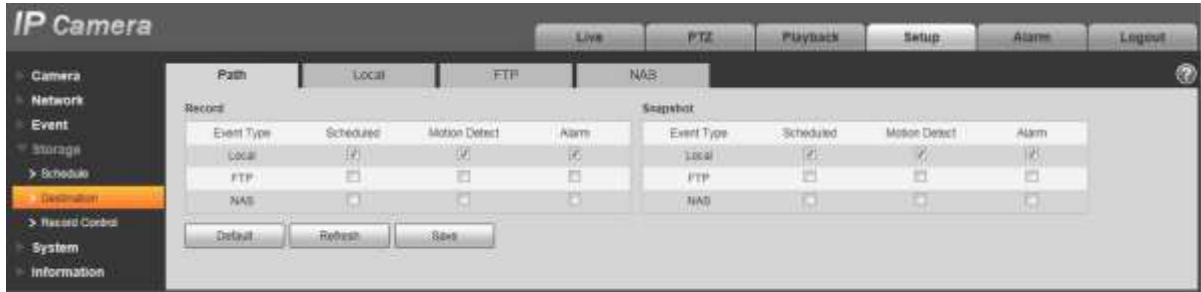 IP Camera
Live PTZ Playback Setup Alarm Logout
Camera
Network
Event
Storage
Schedule
Destination
Record Control
System
Information
Path Local FTP NAS ?
Record
Event Type Scheduled Motion Detect Alarm
Local
FTP
NAS
Default Refresh Save
Snapshot
Event Type Scheduled Motion Detect Alarm
Local
FTP
NAS